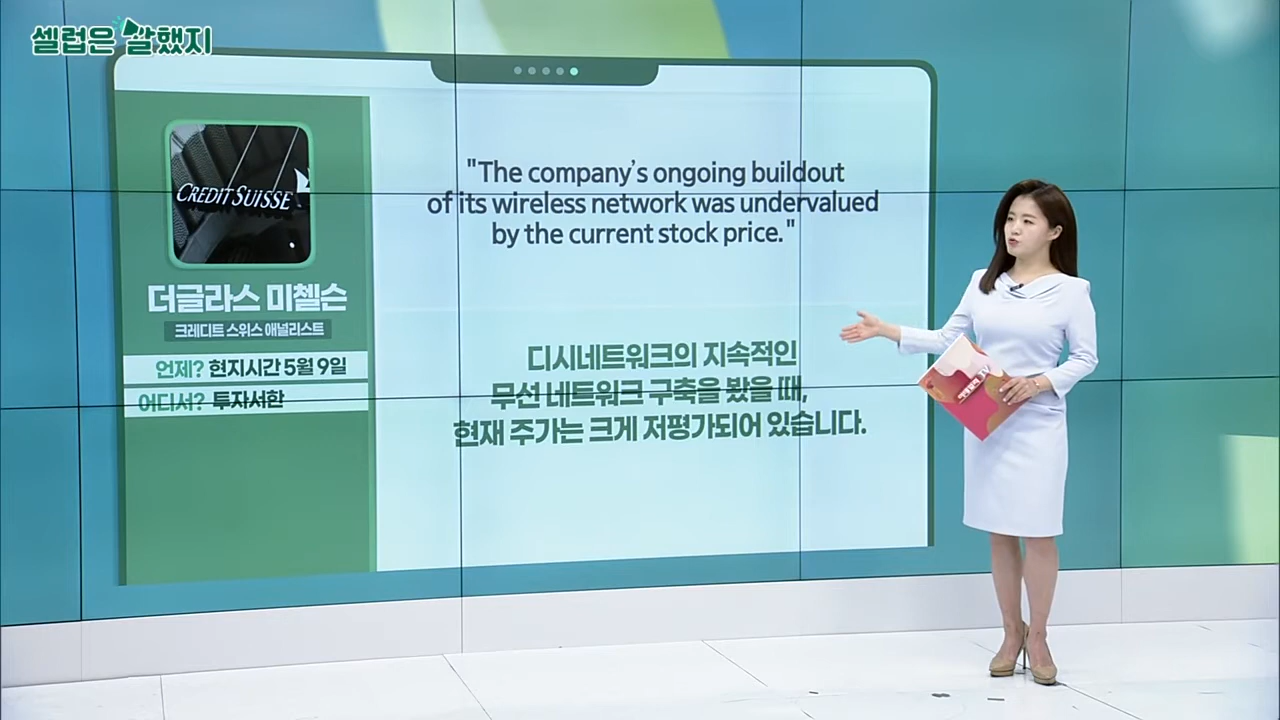 셀럽은 말했지
CREDIT SUISSE
더글라스 미첼슨
크레디트 스위스 애널리스트
언제? 현지시간 5월 9일
어디서? 투자서한
"The company's ongoing buildout
of its wireless network was undervalued
by the current stock price."
디시네트워크의 지속적인
무선 네트워크 구축을 봤을 때,
현재 주가는 크게 저평가되어 있습니다.